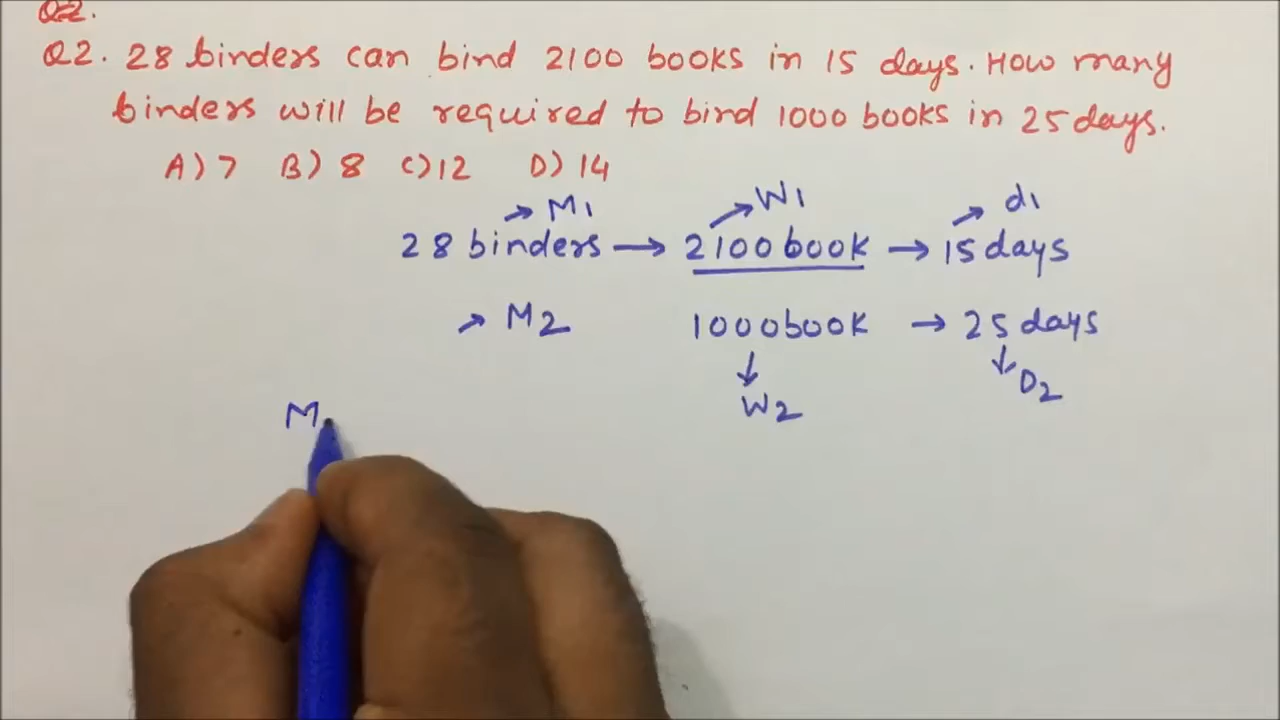 Q2.
Q2. 28 binders can bind 2100 books in 15 days. How many
binders will be required to bind 1000 books in 25 days.
A) 7 B) 8 C) 12 D) 14
→ M1 → W1 → d1
28 binders → 2100 book → 15 days
→ M2 1000 book → 25 days
↓ W2 ↓ D2
M